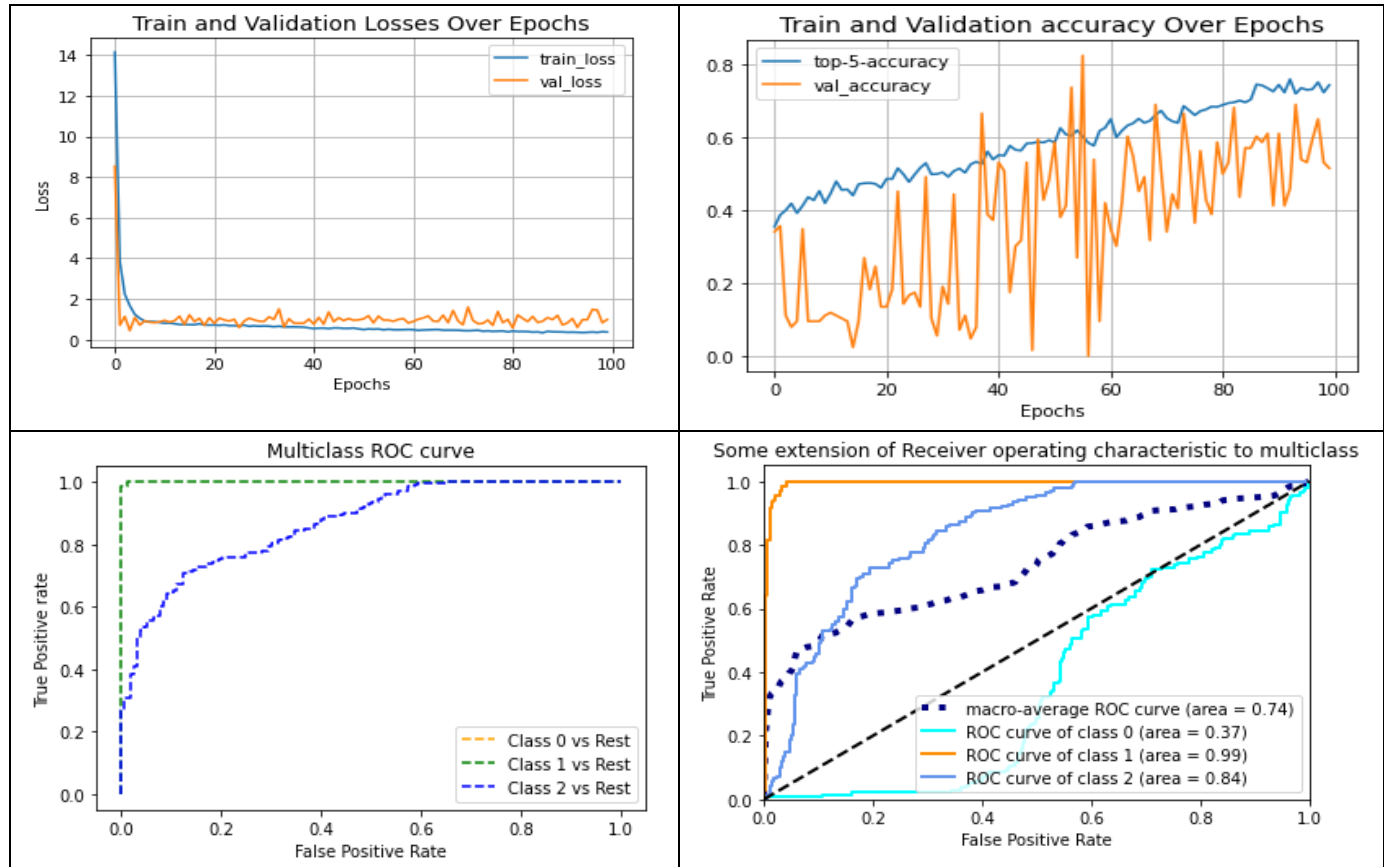 Train and Validation Losses Over Epochs
14
12
10
8
6
4
2
0
Loss
train_loss
val_loss
0 20 40 60 80 100
Epochs
Train and Validation accuracy Over Epochs
0.8
0.6
0.4
0.2
0.0
top-5-accuracy
val_accuracy
0 20 40 60 80 100
Epochs
Multiclass ROC curve
1.0
0.8
0.6
0.4
0.2
0.0
True Positive rate
Class 0 vs Rest
Class 1 vs Rest
Class 2 vs Rest
0.0 0.2 0.4 0.6 0.8 1.0
False Positive Rate
Some extension of Receiver operating characteristic to multiclass
1.0
0.8
0.6
0.4
0.2
0.0
True Positive Rate
macro-average ROC curve (area = 0.74)
ROC curve of class 0 (area = 0.37)
ROC curve of class 1 (area = 0.99)
ROC curve of class 2 (area = 0.84)
0.0 0.2 0.4 0.6 0.8 1.0
False Positive Rate